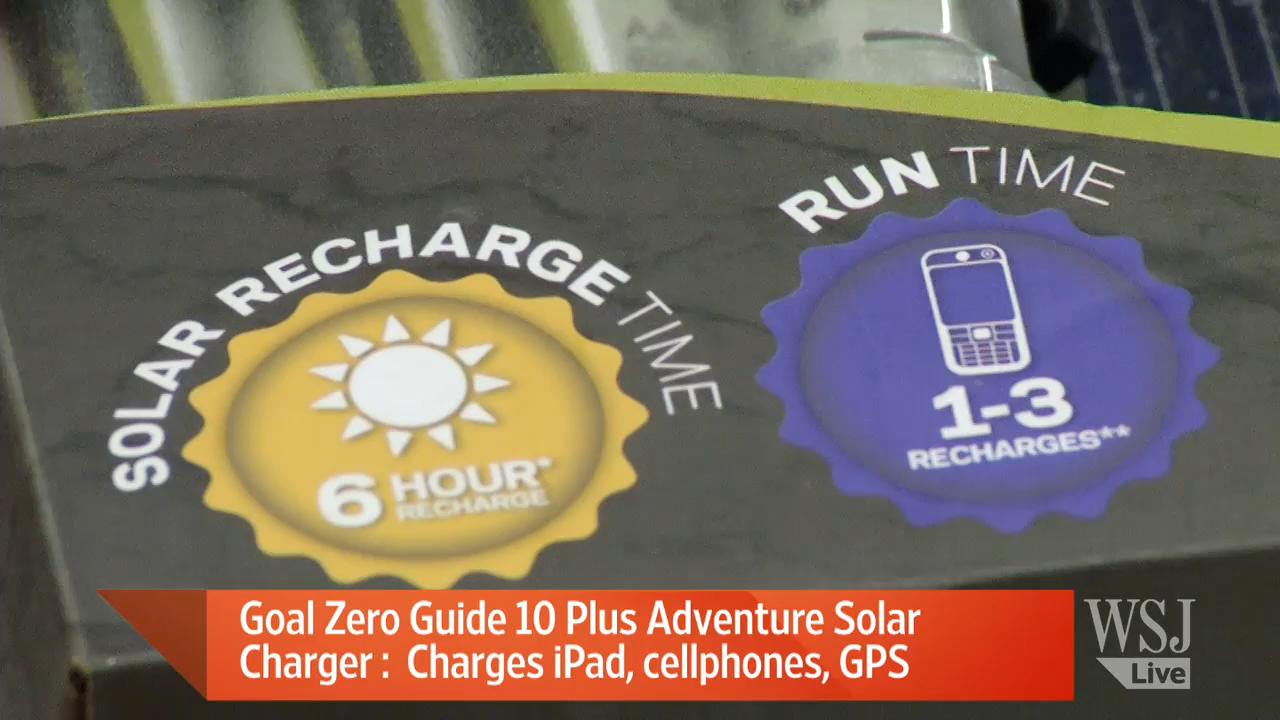 SOLAR RECHARGE TIME
6 HOUR*
RECHARGE
RUN TIME
1-3
RECHARGES**
Goal Zero Guide 10 Plus Adventure Solar
Charger : Charges iPad, cellphones, GPS
WSJ
Live